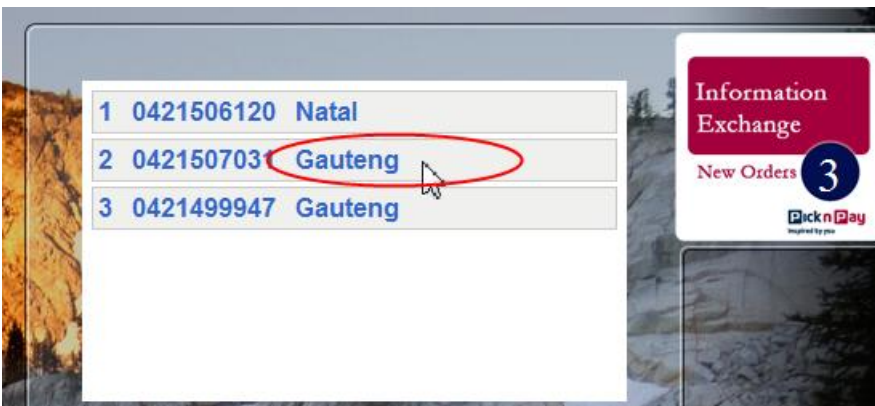 1 0421506120 Natal
2 0421507031 Gauteng
3 0421499947 Gauteng
Information
Exchange
New Orders 3
Pick n Pay
Inspired by you